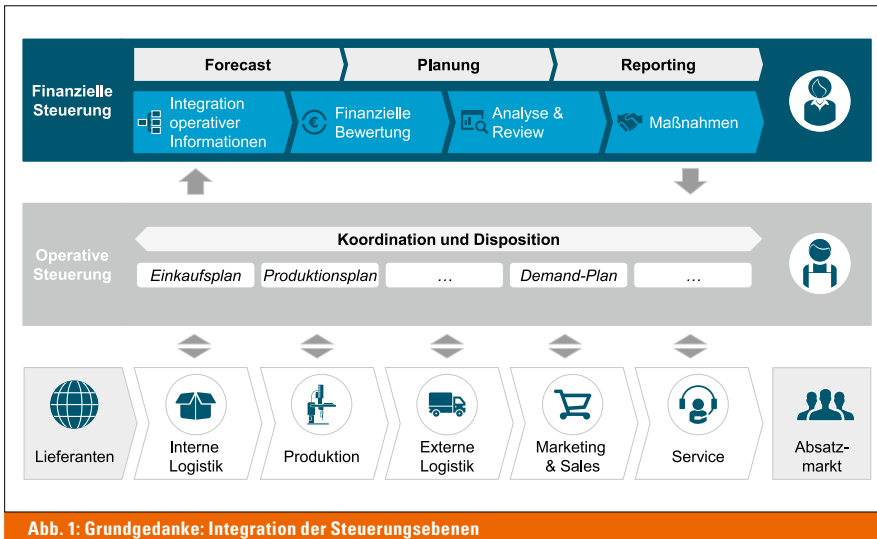 Forecast
Planung
Reporting
Finanzielle
Steuerung
Integration
operativer
Informationen
Finanzielle
Bewertung
Analyse &
Review
Maßnahmen
Operative
Steuerung
Koordination und Disposition
Einkaufsplan
Produktionsplan
…
Demand-Plan
…
Lieferanten
Interne
Logistik
Produktion
Externe
Logistik
Marketing
& Sales
Service
Absatz-
markt
Abb. 1: Grundgedanke: Integration der Steuerungsebenen